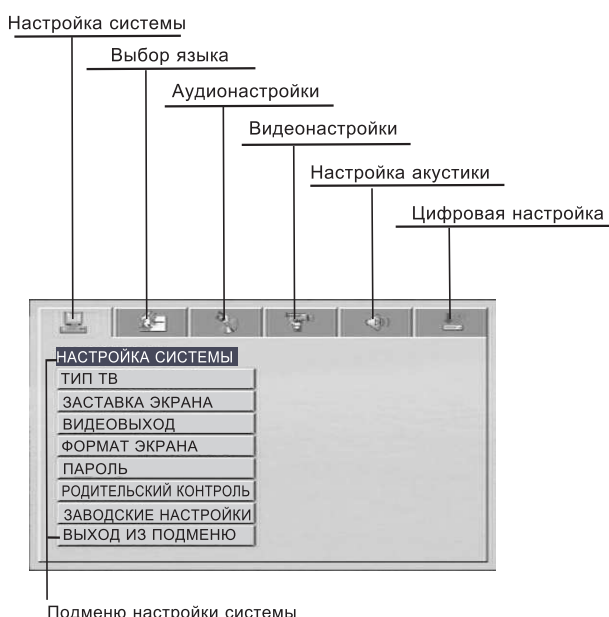 Настройка системы
Выбор языка
Аудионастройки
Видеонастройки
Настройка акустики
Цифровая настройка
НАСТРОЙКА СИСТЕМЫ
ТИП ТВ
ЗАСТАВКА ЭКРАНА
ВИДЕОВЫХОД
ФОРМАТ ЭКРАНА
ПАРОЛЬ
РОДИТЕЛЬСКИЙ КОНТРОЛЬ
ЗАВОДСКИЕ НАСТРОЙКИ
ВЫХОД ИЗ ПОДМЕНЮ
Подменю настройки системы